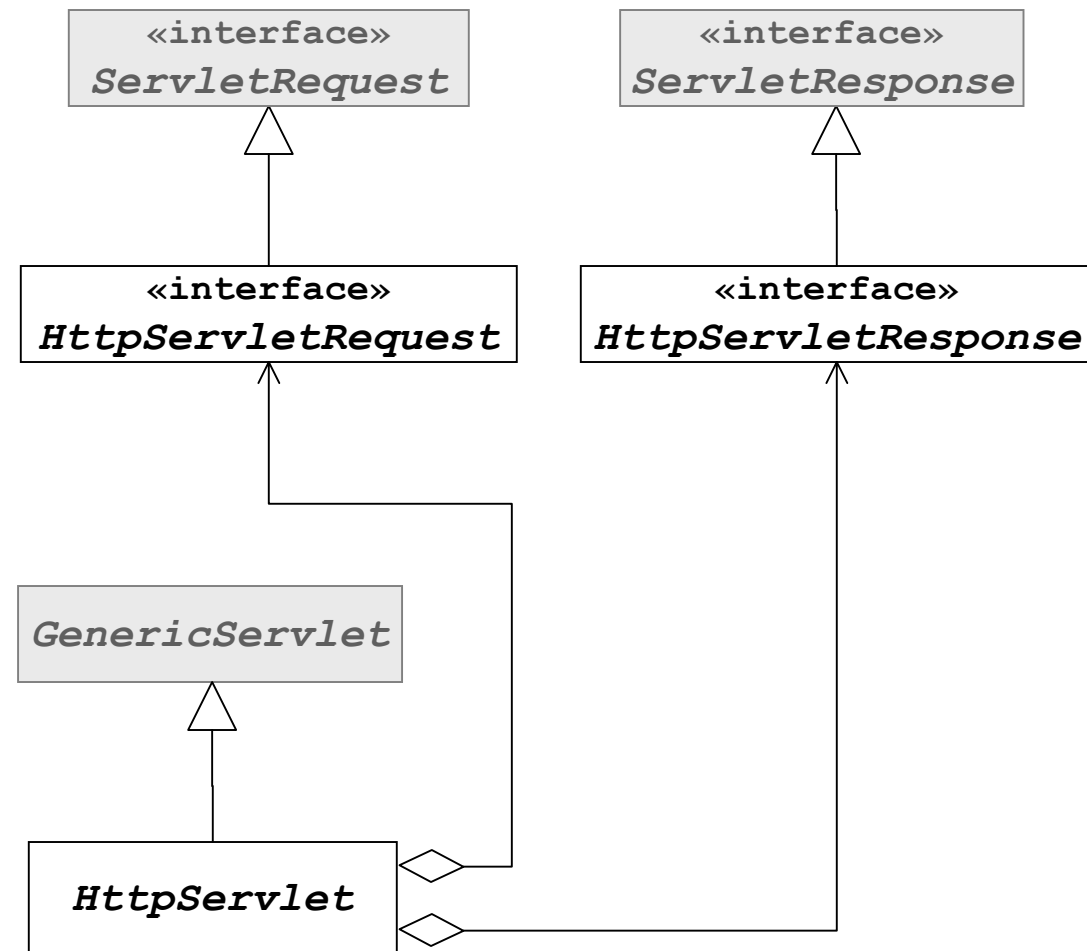 «interface»
ServletRequest
«interface»
ServletResponse
«interface»
HttpServletRequest
«interface»
HttpServletResponse
GenericServlet
HttpServlet